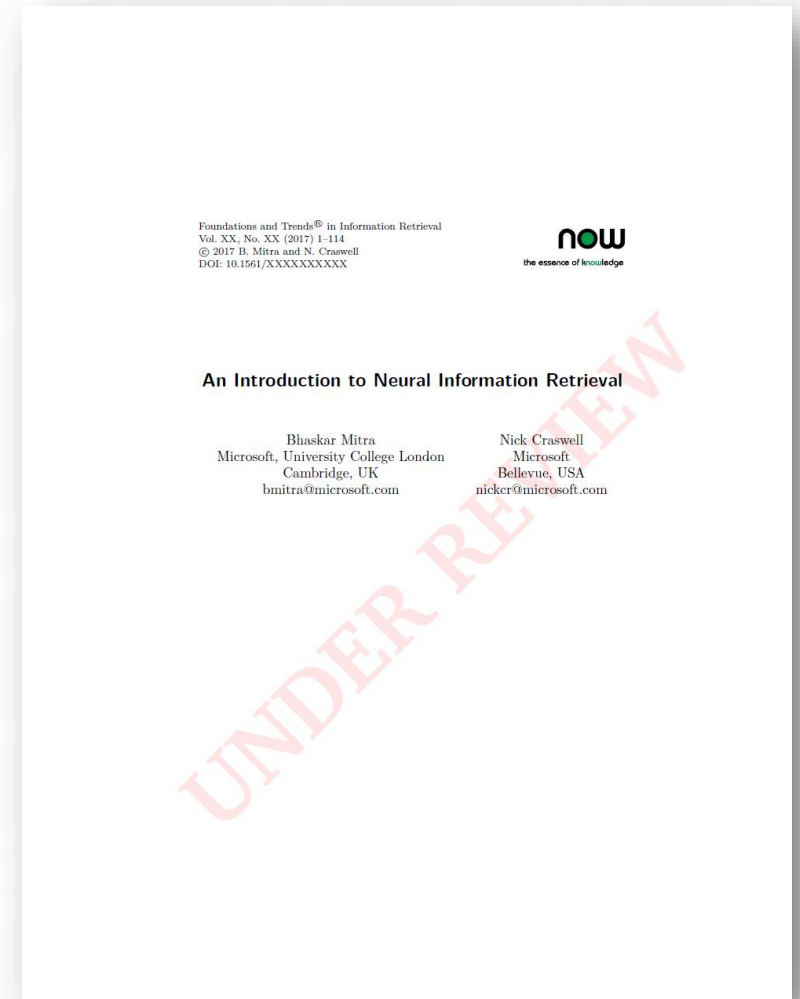 Foundations and Trends® in Information Retrieval
Vol. XX, No. XX (2017) 1–114
© 2017 B. Mitra and N. Craswell
DOI: 10.1561/XXXXXXXXXX
now
the essence of knowledge
An Introduction to Neural Information Retrieval
Bhaskar Mitra
Microsoft, University College London
Cambridge, UK
bmitra@microsoft.com
Nick Craswell
Microsoft
Bellevue, USA
nickcr@microsoft.com
UNDER REVIEW